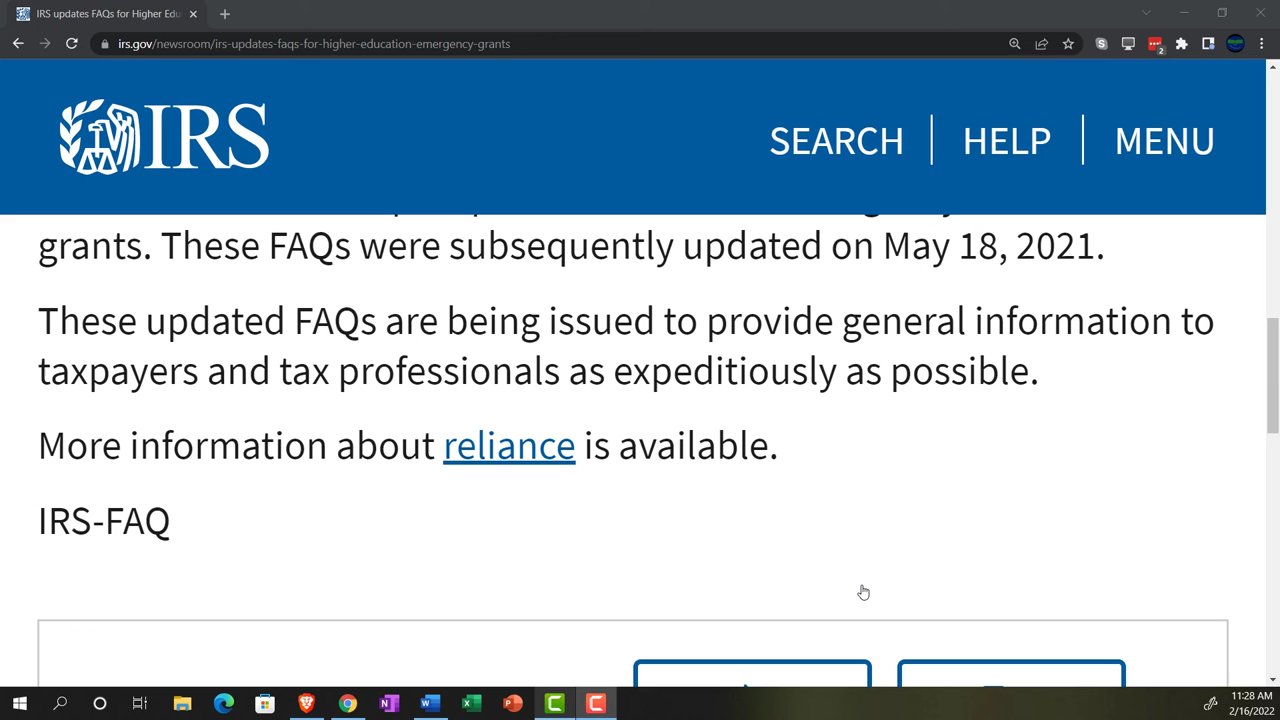 IRS updates FAQs for Higher Edu
irs.gov/newsroom/irs-updates-faqs-for-higher-education-emergency-grants
2
IRS
SEARCH
HELP
MENU
grants. These FAQs were subsequently updated on May 18, 2021.
These updated FAQs are being issued to provide general information to
taxpayers and tax professionals as expeditiously as possible.
More information about reliance is available.
IRS-FAQ
11:28 AM
2/16/2022